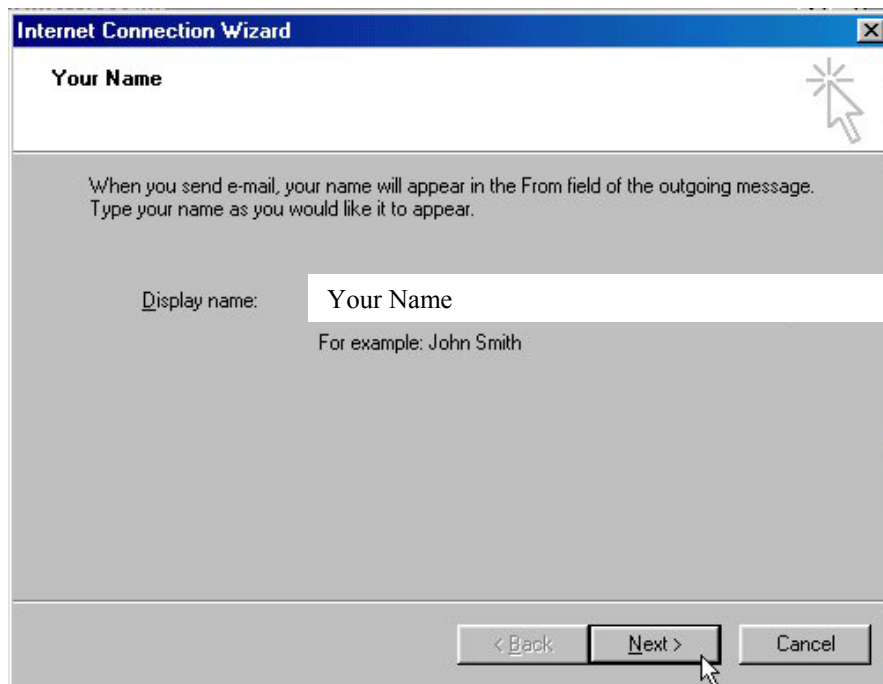 Internet Connection Wizard
Your Name
When you send e-mail, your name will appear in the From field of the outgoing message.
Type your name as you would like it to appear.
Display name: Your Name
For example: John Smith
< Back Next > Cancel